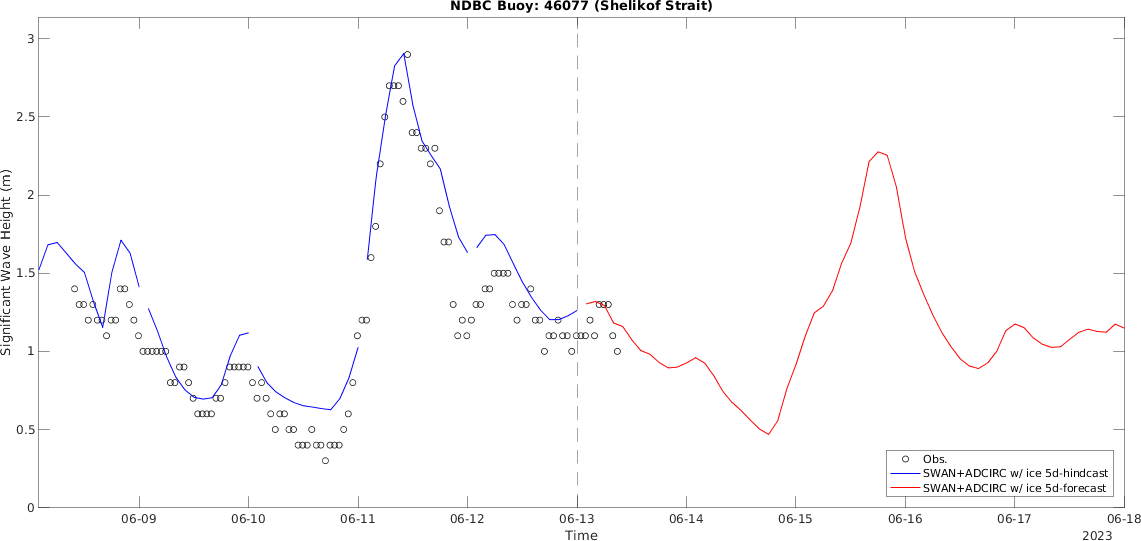 NDBC Buoy: 46077 (Shelikof Strait)
Significant Wave Height (m)
3
2.5
2
1.5
1
0.5
0
06-09 06-10 06-11 06-12 06-13 06-14 06-15 06-16 06-17 06-18
Time
2023
Obs.
SWAN+ADCIRC w/ ice 5d-hindcast
SWAN+ADCIRC w/ ice 5d-forecast